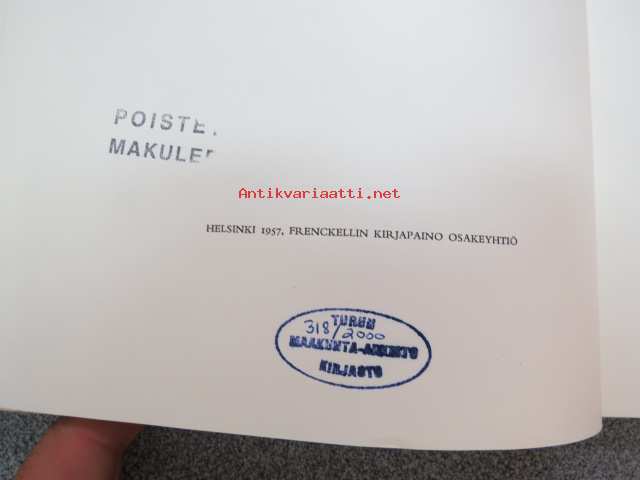 POISTE
MAKULE
Antikvariaatti.net
HELSINKI 1957, FRENCKELLIN KIRJAPAINO OSAKEYHTIÖ
TURUN
318/2000
MAAKUNTA-ARKISTO
KIRJASTO